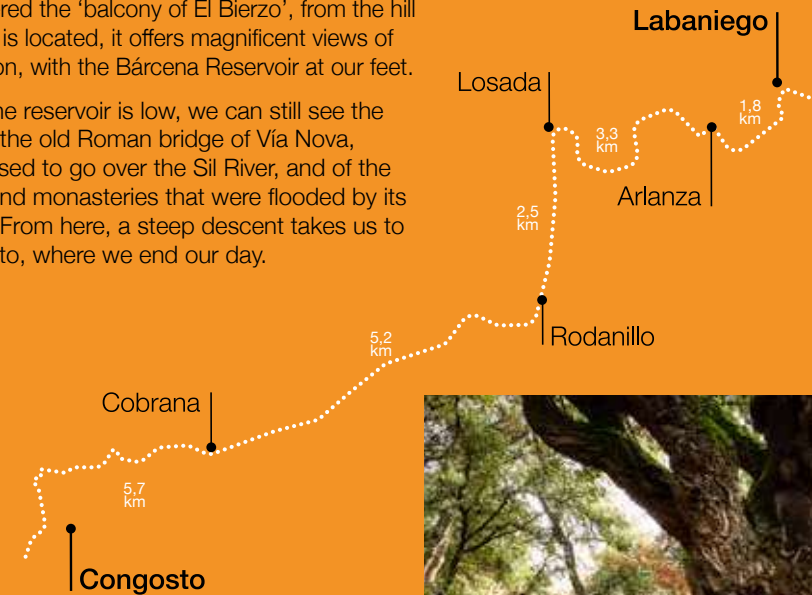 red the ‘balcony of El Bierzo’, from the hill
is located, it offers magnificent views of
on, with the Bárcena Reservoir at our feet.
ne reservoir is low, we can still see the
the old Roman bridge of Vía Nova,
sed to go over the Sil River, and of the
nd monasteries that were flooded by its
From here, a steep descent takes us to
to, where we end our day.
Labaniego
1,8
km
Arlanza
3,3
km
Losada
2,5
km
Rodanillo
5,2
km
Cobrana
5,7
km
Congosto